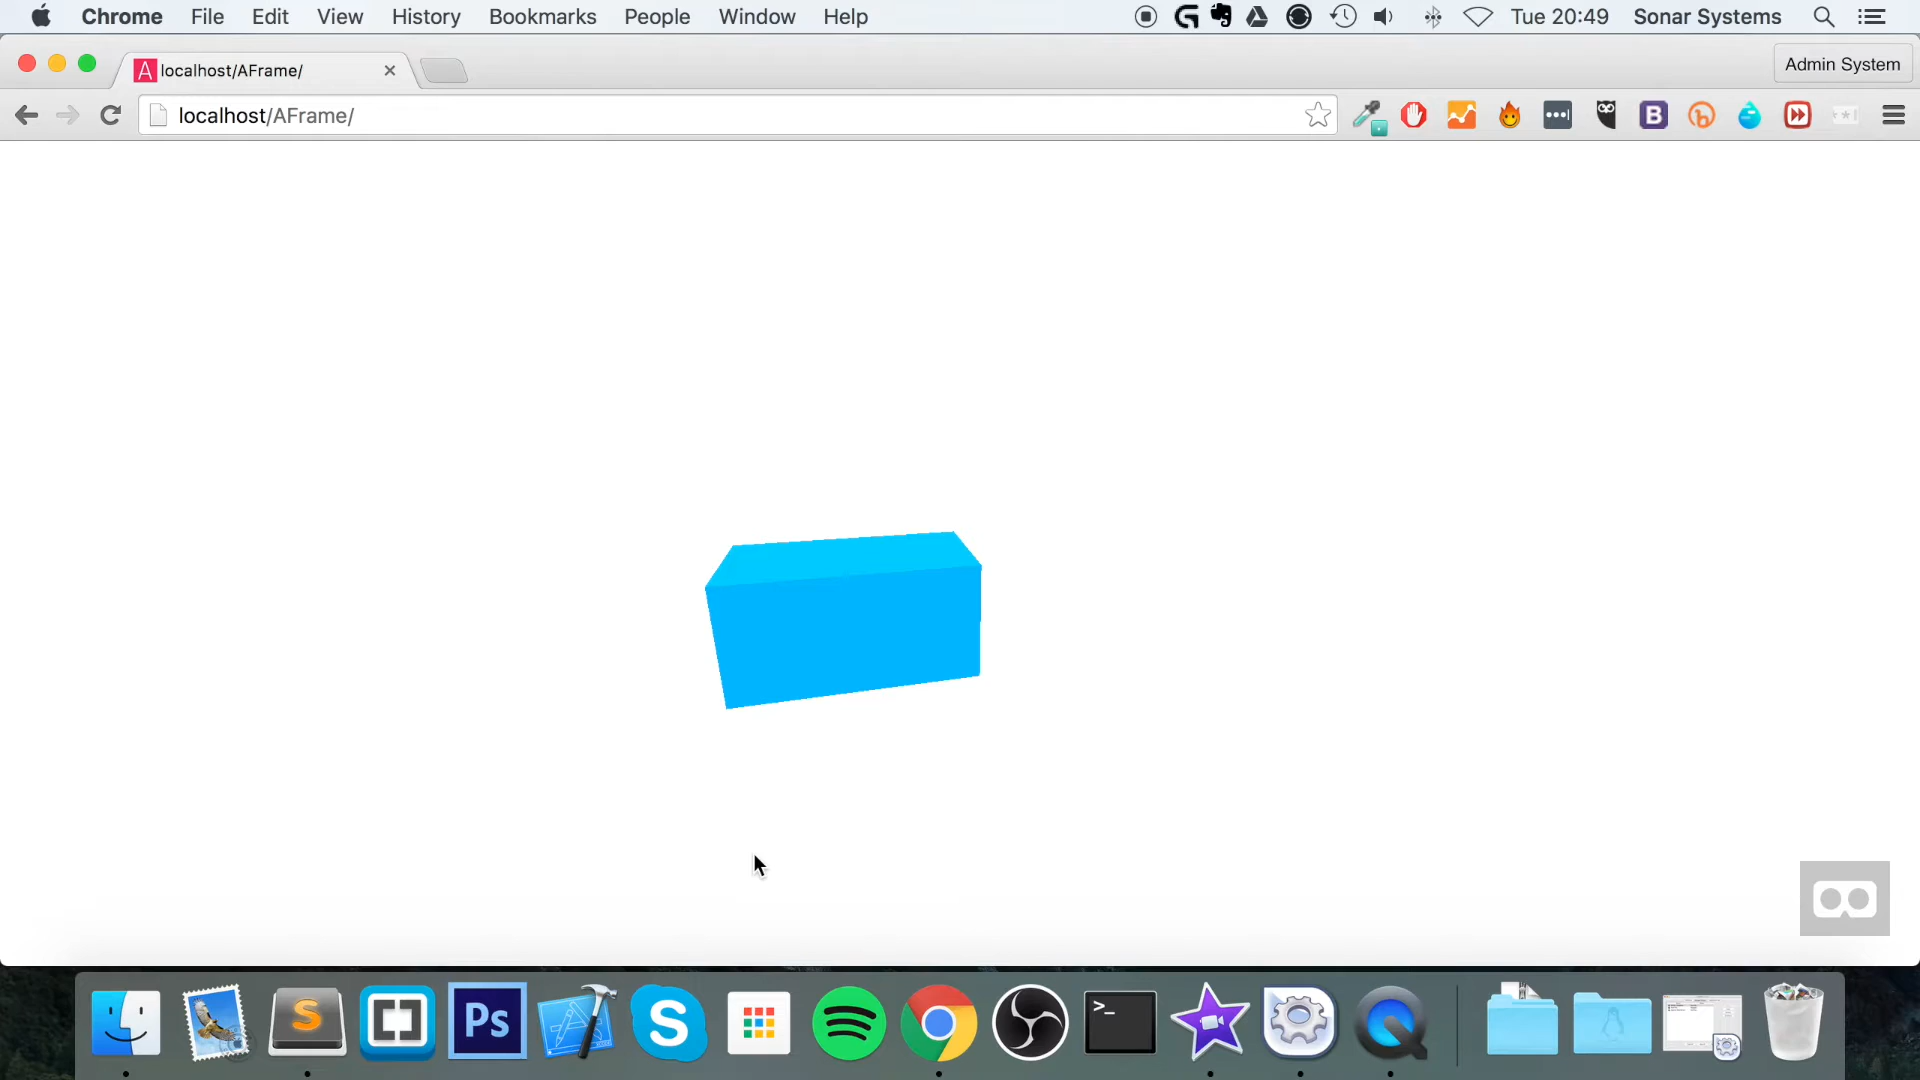 Chrome File Edit View History Bookmarks People Window Help Tue 20:49 Sonar Systems
A localhost/AFrame/ Admin System
localhost/AFrame/
S Ps S >_